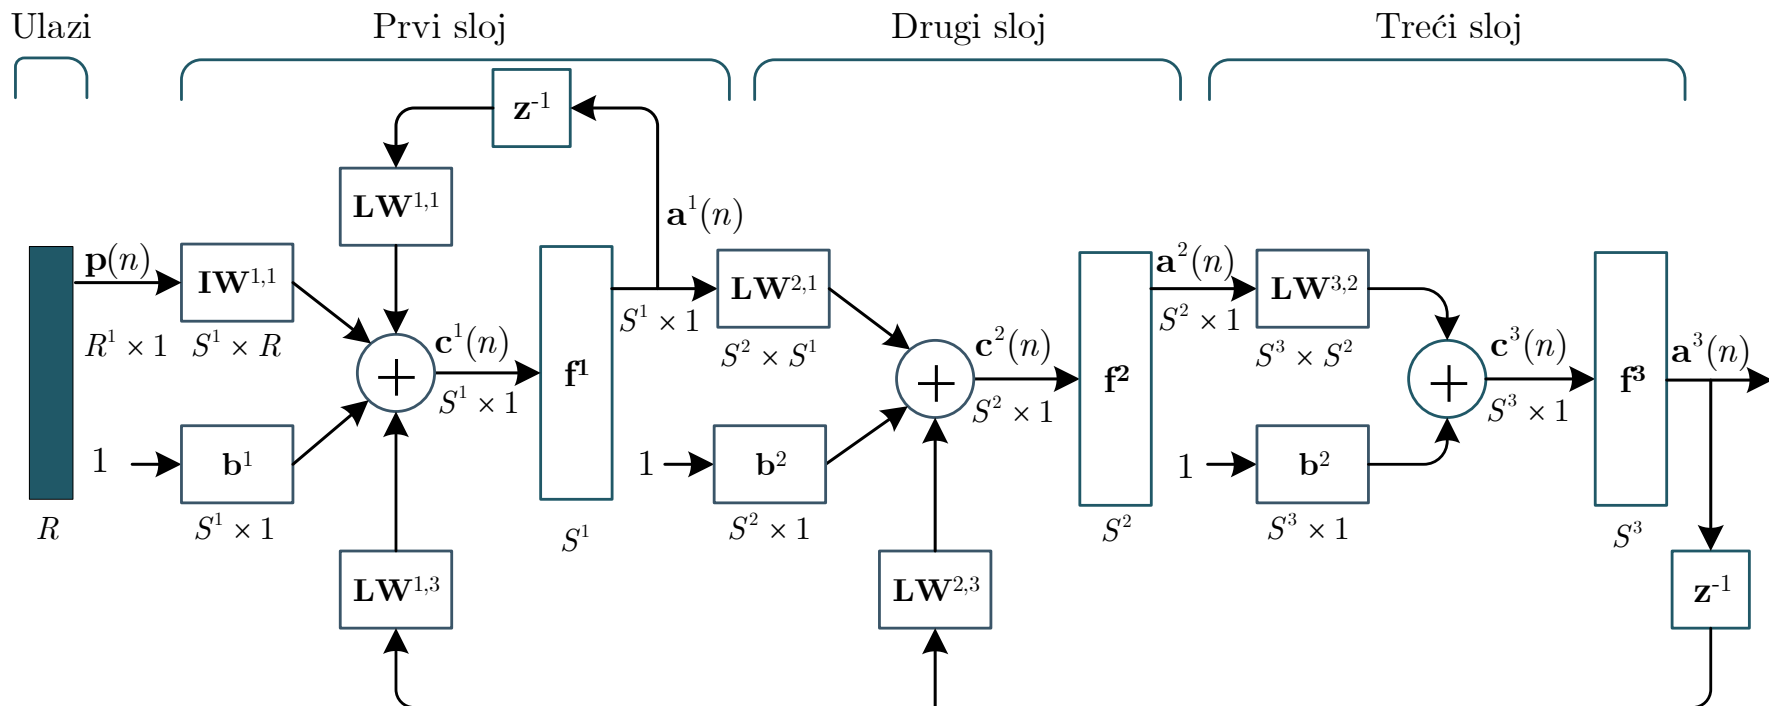 Ulazi Prvi sloj Drugi sloj Treći sloj
z⁻¹
LW¹,¹
a¹(n)
p(n) IW¹,¹ LW²,¹ a²(n) LW³,²
R¹ × 1 S¹ × R S¹ × 1 S² × S¹ S² × 1 S³ × S²
c¹(n) c²(n) c³(n) a³(n)
+ f¹ + f² + f³
S¹ × 1 S² × 1 S³ × 1
1 b¹ 1 b² 1 b²
R S¹ × 1 S¹ S² × 1 S² S³ × 1 S³
LW¹,³ LW²,³ z⁻¹